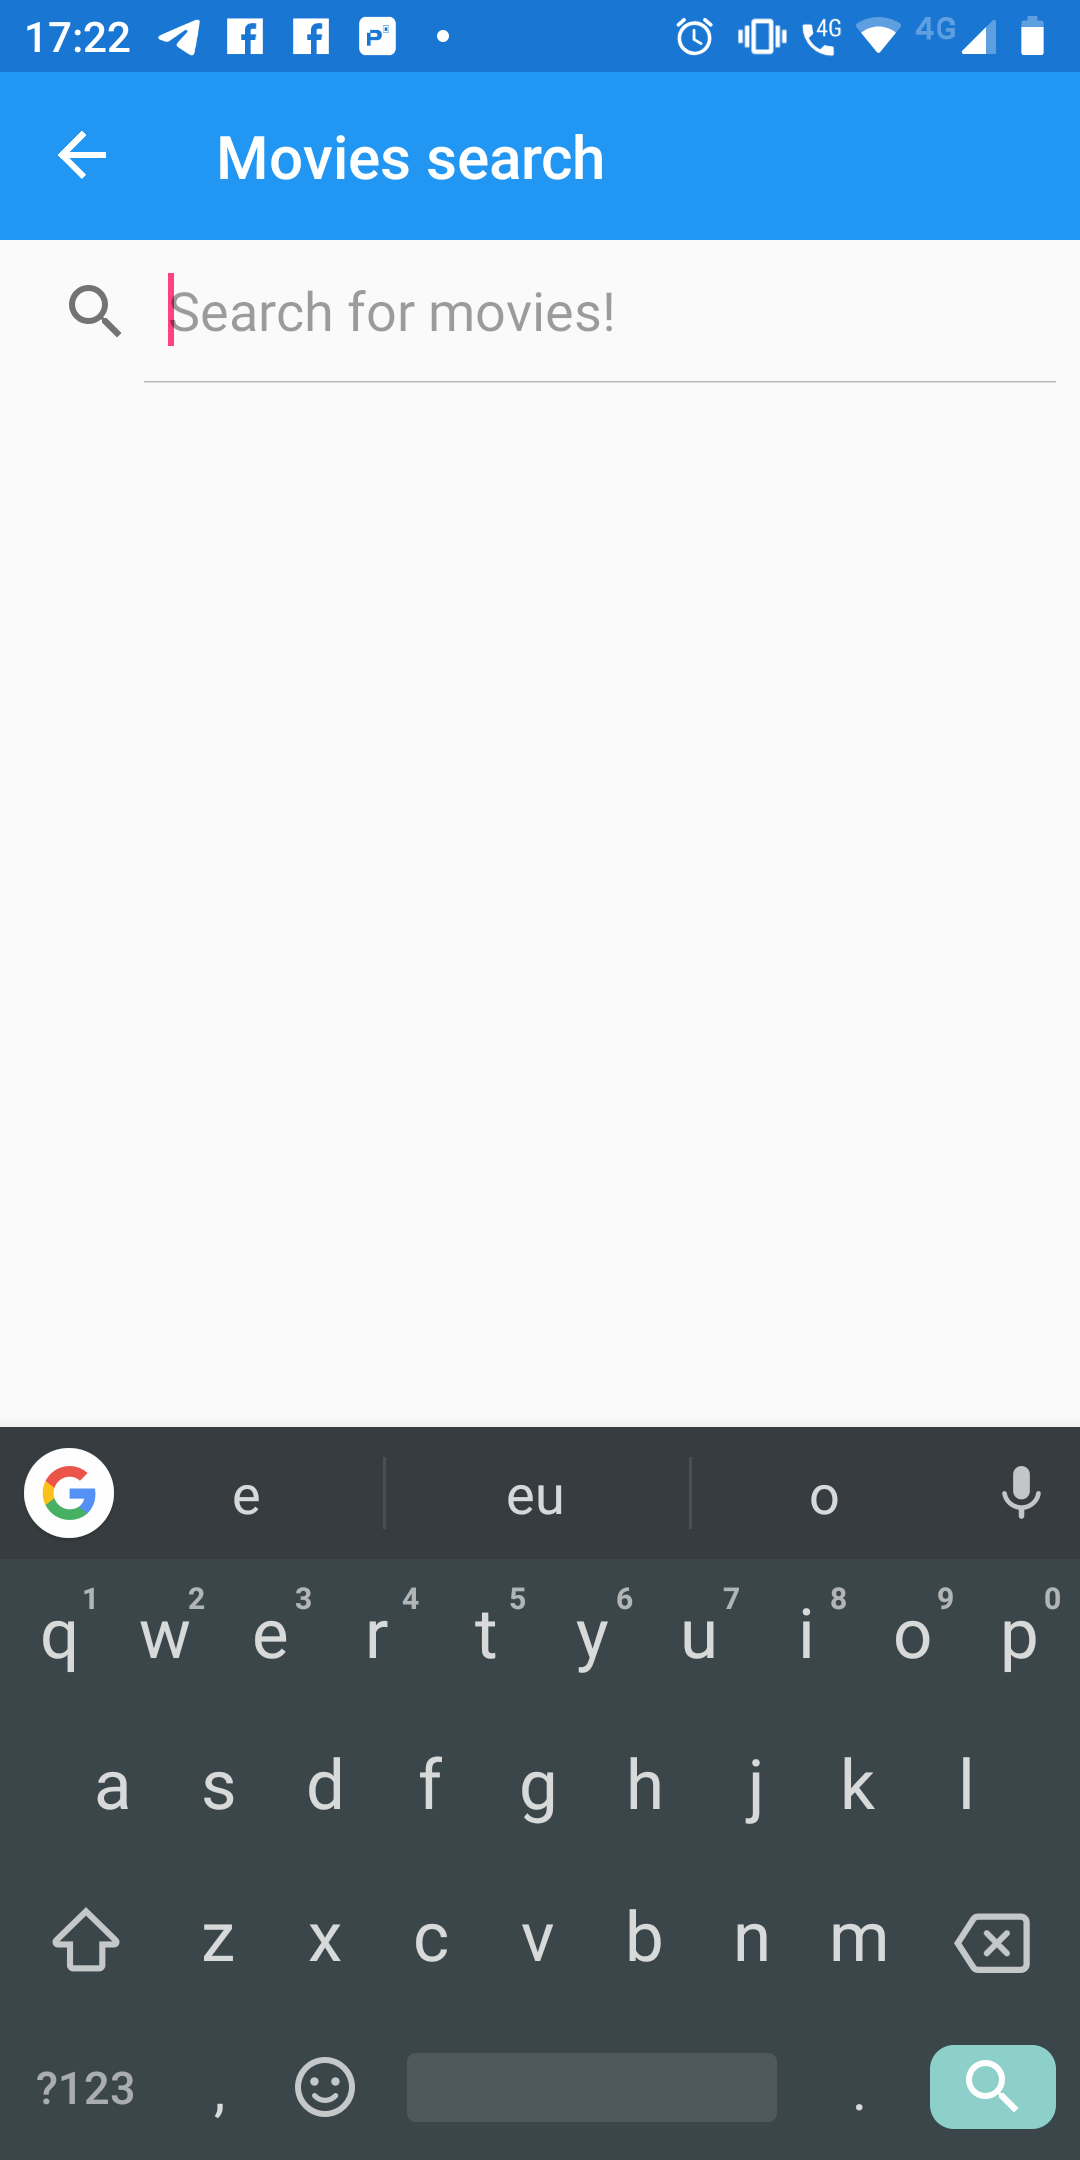 17:22 4G 4G
Movies search
Search for movies!
e eu o
1 2 3 4 5 6 7 8 9 0
q w e r t y u i o p
a s d f g h j k l
z x c v b n m
?123 , .